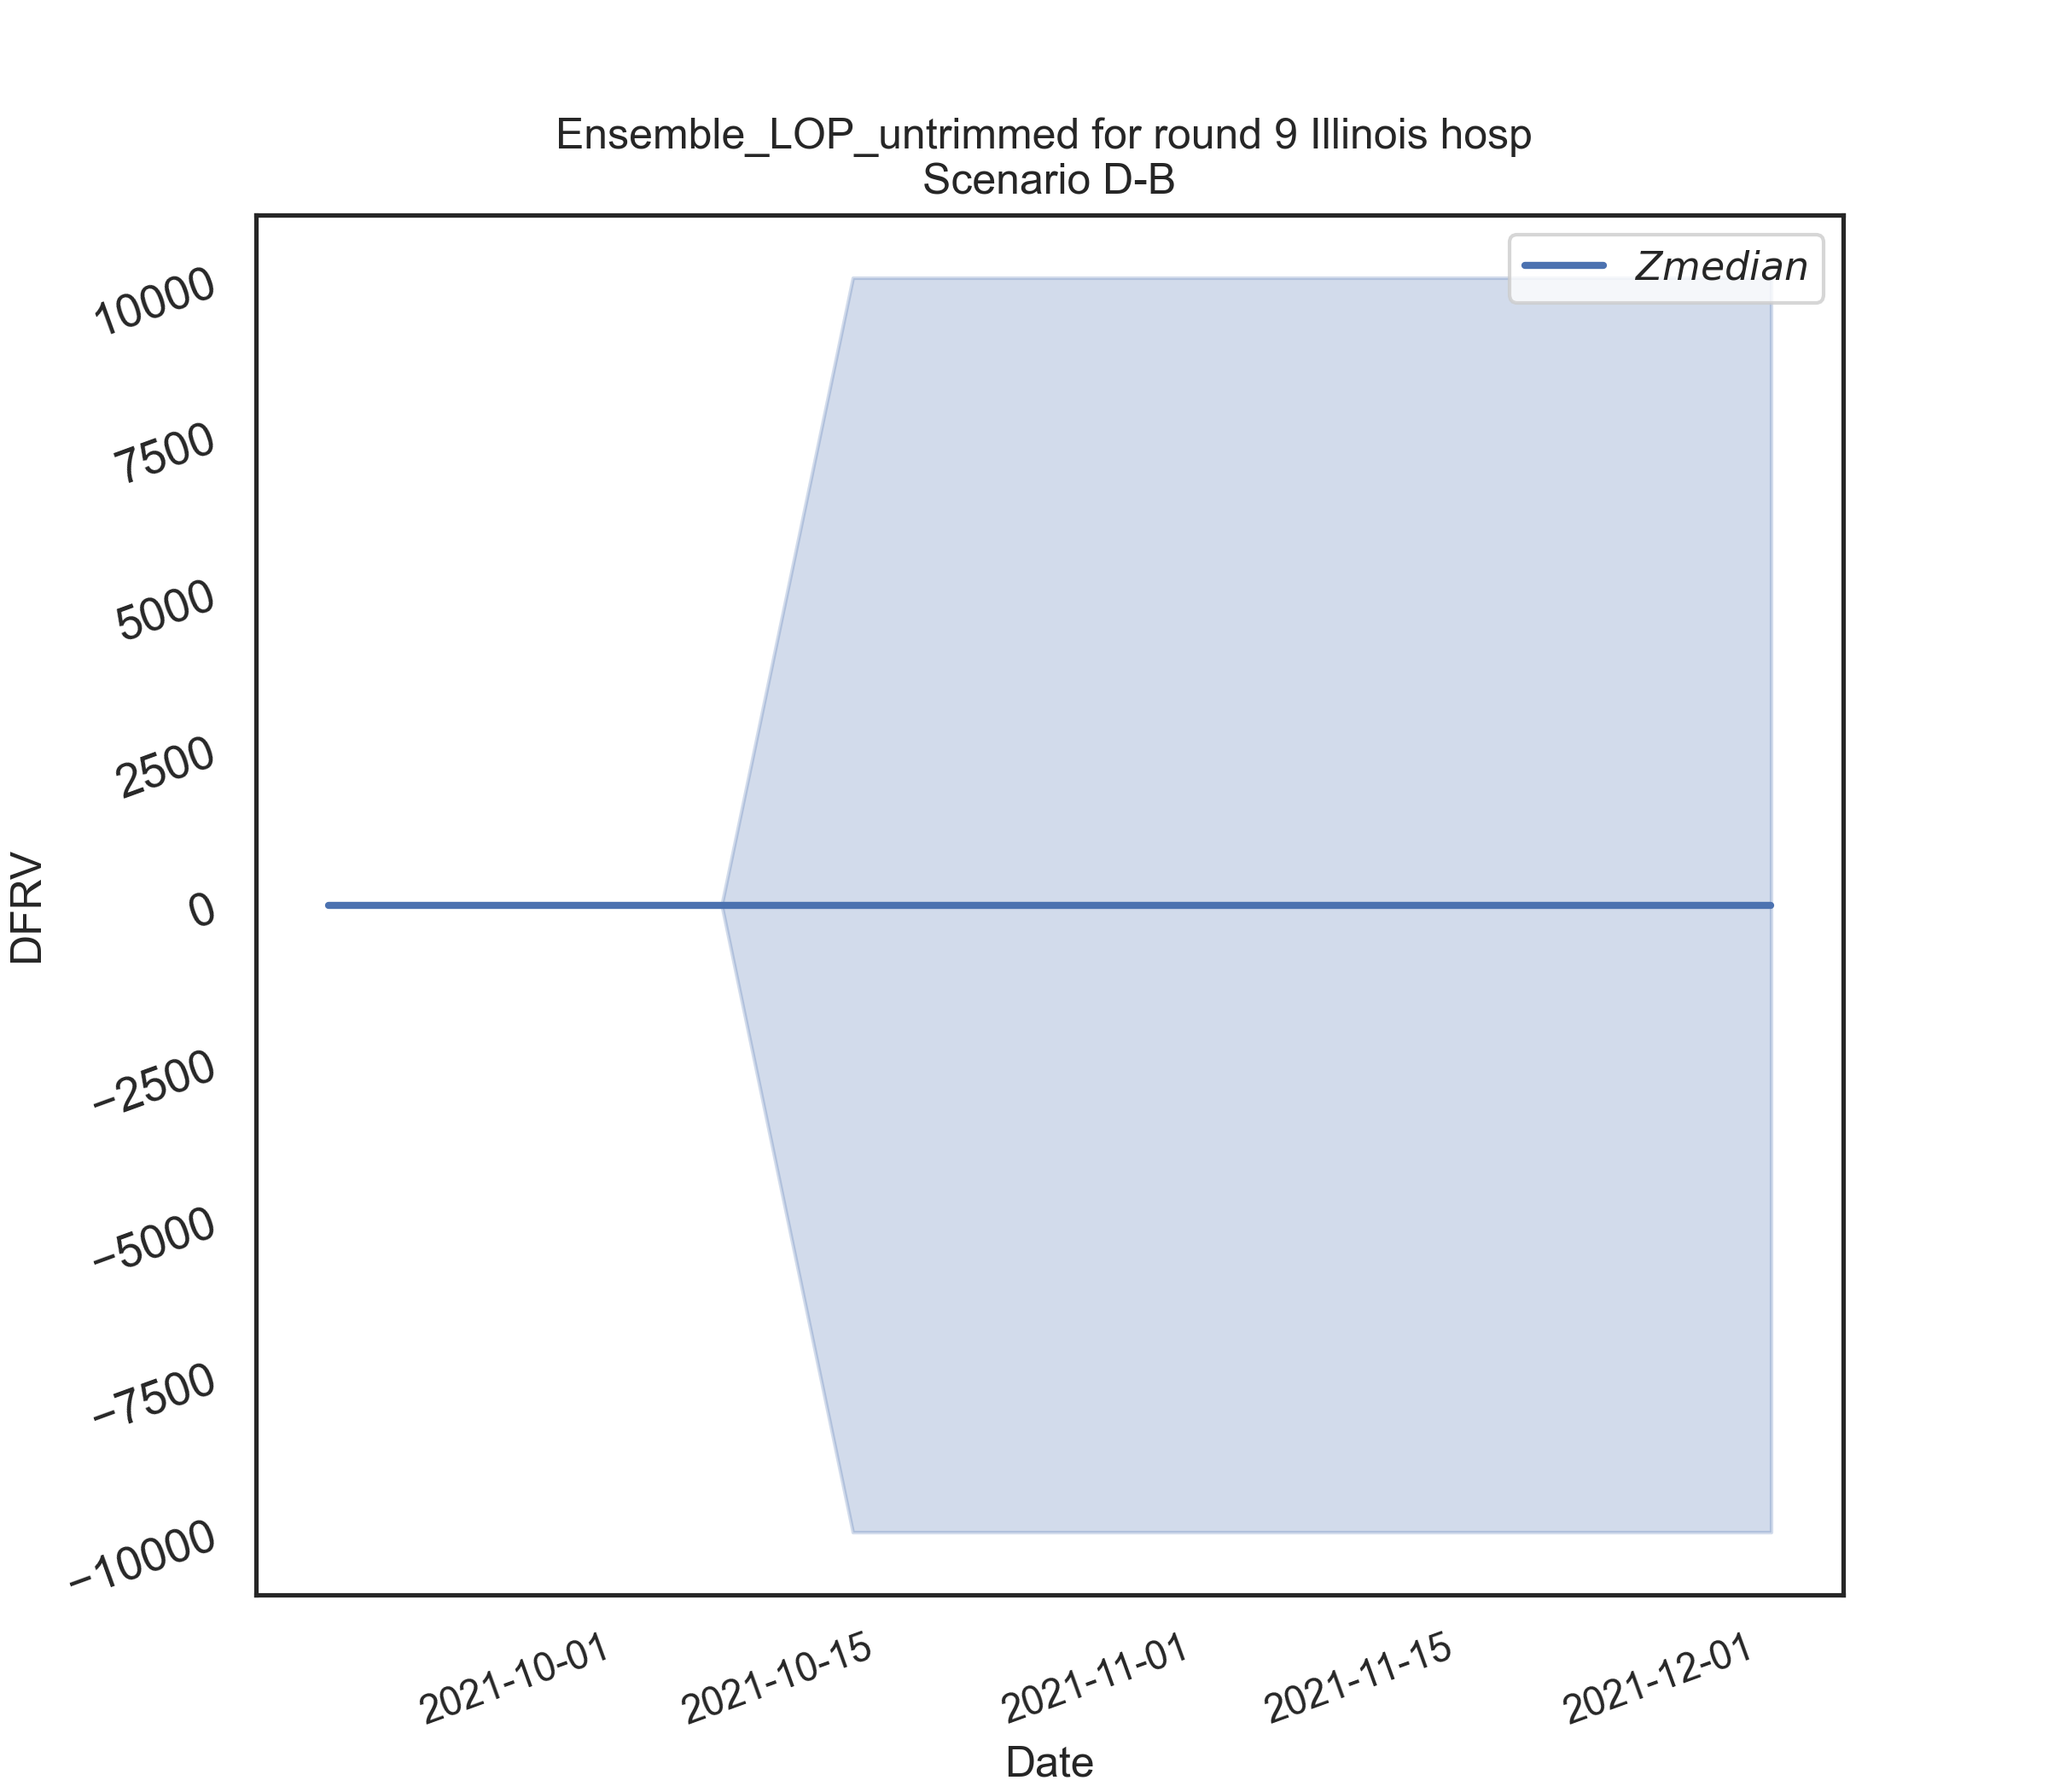 Ensemble_LOP_untrimmed for round 9 Illinois hosp
Scenario D-B
Zmedian
10000
7500
5000
2500
0
−2500
−5000
−7500
−10000
DFRV
2021-10-01
2021-10-15
2021-11-01
2021-11-15
2021-12-01
Date